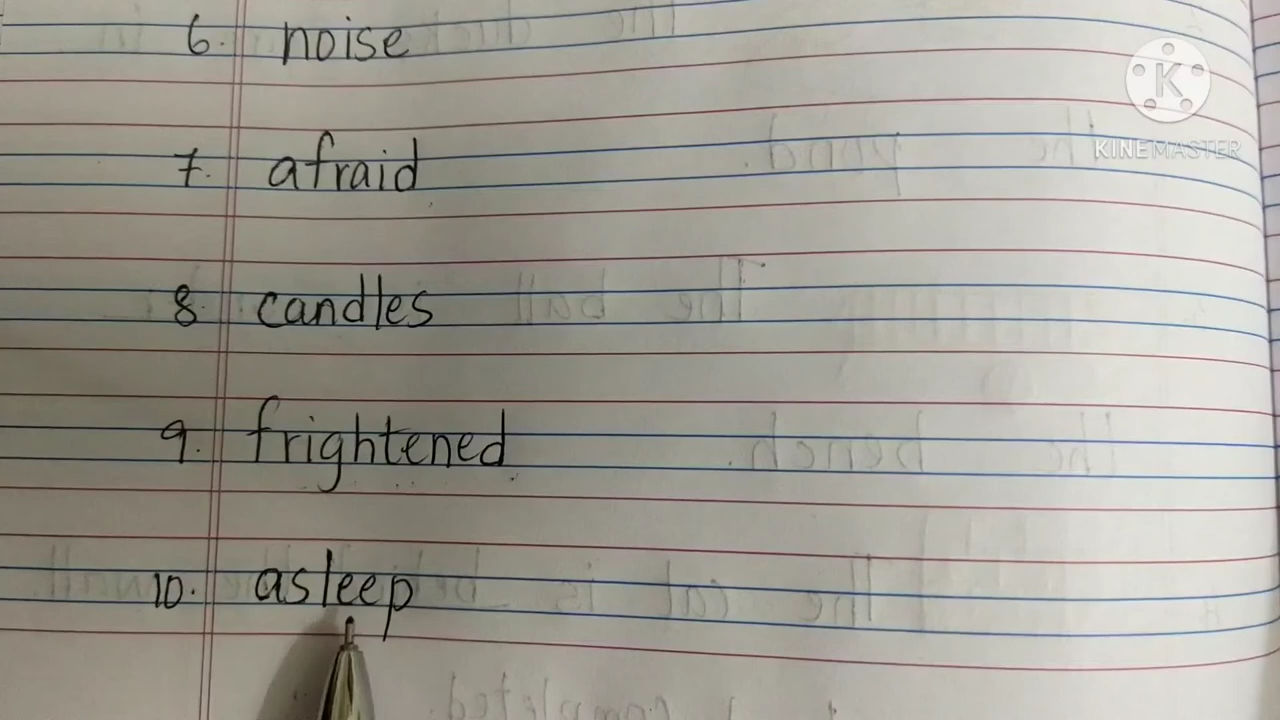 6. noise
K
KINEMASTER
7. afraid
8. candles
9. frightened
10. asleep